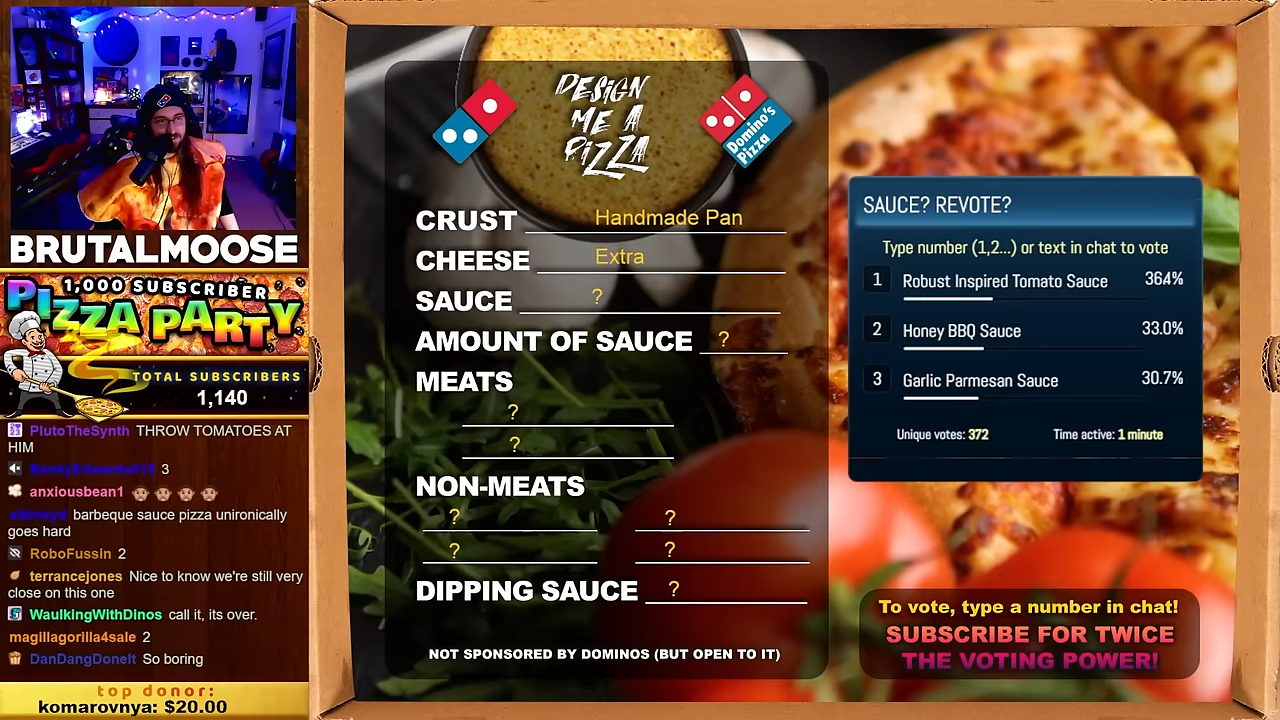 BRUTALMOOSE
1,000 SUBSCRIBER
PIZZA PARTY
TOTAL SUBSCRIBERS
1,140
PlutoTheSynth THROW TOMATOES AT
HIM
3
anxiousbean1
barbeque sauce pizza unironically
goes hard
RoboFussin 2
terrancejones Nice to know we're still very
close on this one
WaulkingWithDinos call it, its over.
magillagorilla4sale 2
DanDangDoneIt So boring
top donor:
komarovnya: $20.00
DESIGN
ME A
PIZZA
Domino's
Pizza
CRUST Handmade Pan
CHEESE Extra
SAUCE ?
AMOUNT OF SAUCE ?
MEATS
?
?
NON-MEATS
? ?
? ?
DIPPING SAUCE ?
NOT SPONSORED BY DOMINOS (BUT OPEN TO IT)
SAUCE? REVOTE?
Type number (1,2...) or text in chat to vote
1 Robust Inspired Tomato Sauce 36.4%
2 Honey BBQ Sauce 33.0%
3 Garlic Parmesan Sauce 30.7%
Unique votes: 372 Time active: 1 minute
To vote, type a number in chat!
SUBSCRIBE FOR TWICE
THE VOTING POWER!